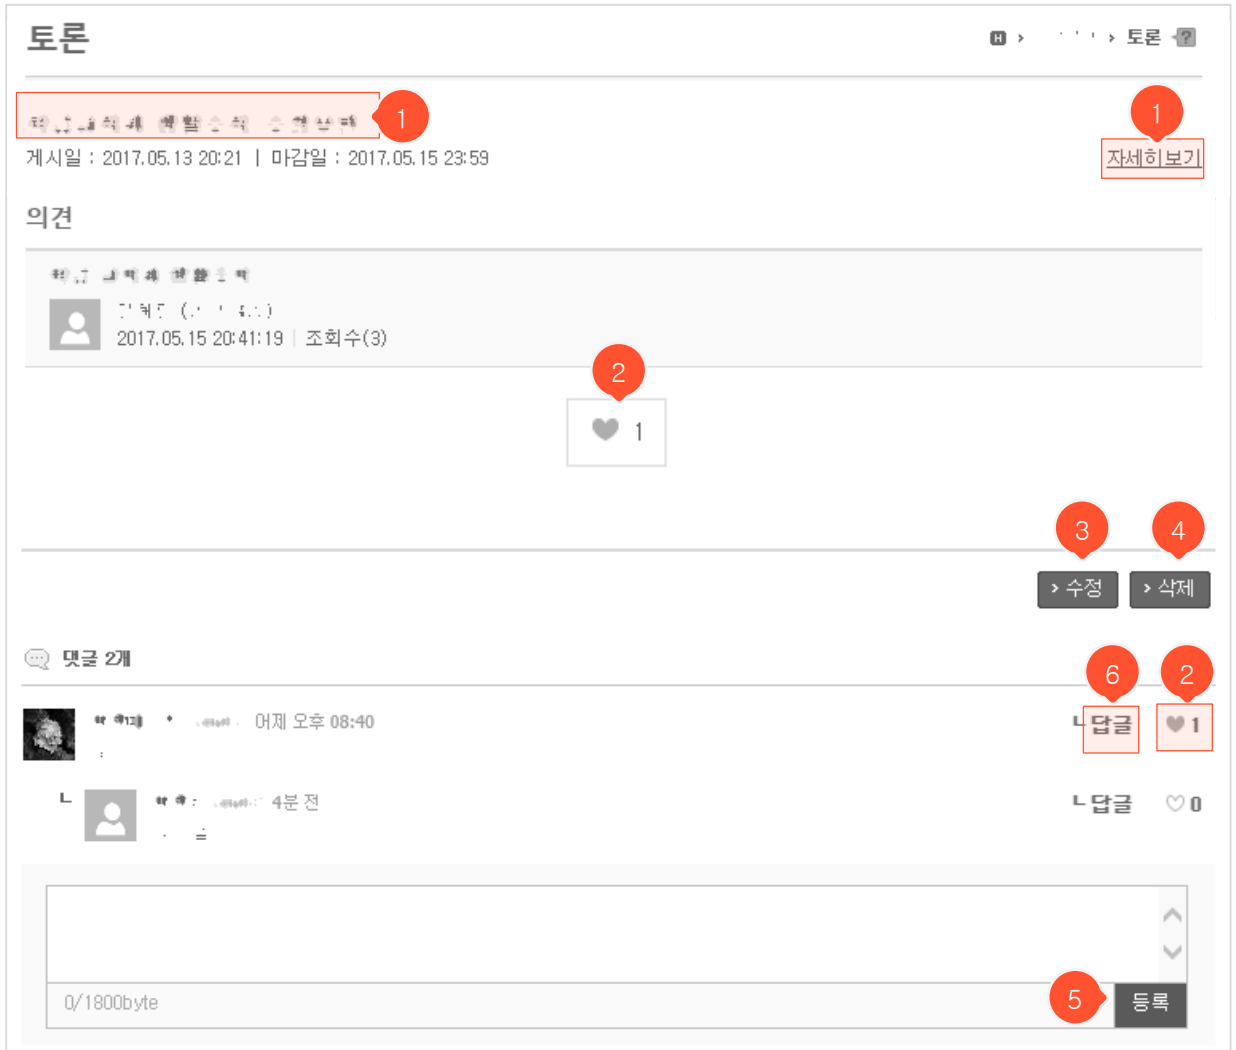 토론
H › › 토론 ?
1
1
게시일 : 2017.05.13 20:21 | 마감일 : 2017.05.15 23:59
자세히보기
의견
2017.05.15 20:41:19 | 조회수(3)
2
1
3
4
› 수정
› 삭제
댓글 2개
6
2
어제 오후 08:40
ㄴ답글
1
ㄴ
4분 전
ㄴ답글
0
0/1800byte
5
등록